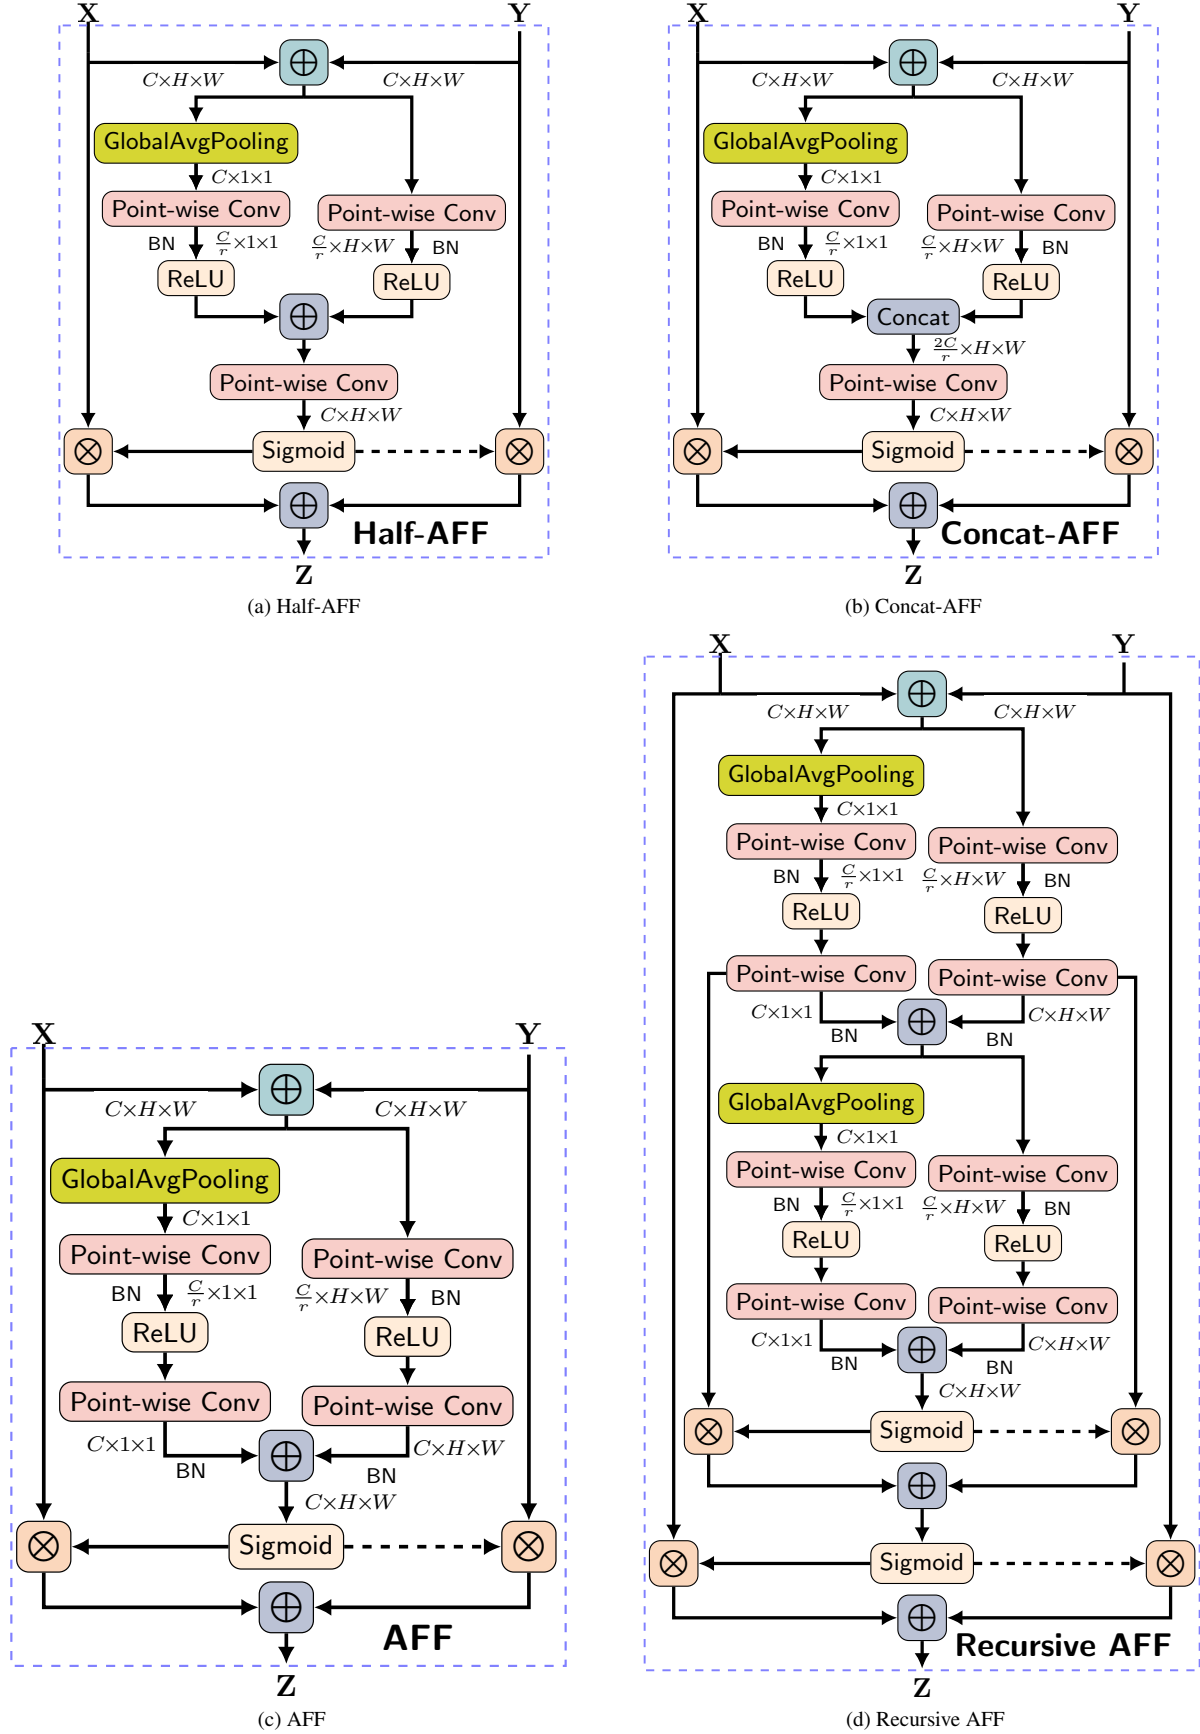 X Y
C×H×W C×H×W
GlobalAvgPooling
C×1×1
Point-wise Conv Point-wise Conv
BN C/r×1×1 C/r×H×W BN
ReLU ReLU
⊕
Point-wise Conv
C×H×W
⊗ Sigmoid ⊗
⊕
Half-AFF
Z
(a) Half-AFF
X Y
⊕
C×H×W C×H×W
GlobalAvgPooling
C×1×1
Point-wise Conv Point-wise Conv
BN C/r×1×1 C/r×H×W BN
ReLU ReLU
Concat
2C/r×H×W
Point-wise Conv
C×H×W
⊗ Sigmoid ⊗
⊕
Concat-AFF
Z
(b) Concat-AFF
X Y
⊕
C×H×W C×H×W
GlobalAvgPooling
C×1×1
Point-wise Conv Point-wise Conv
BN C/r×1×1 C/r×H×W BN
ReLU ReLU
Point-wise Conv Point-wise Conv
C×1×1 ⊕ C×H×W
BN BN
C×H×W
⊗ Sigmoid ⊗
⊕
AFF
Z
(c) AFF
X Y
⊕
C×H×W C×H×W
GlobalAvgPooling
C×1×1
Point-wise Conv Point-wise Conv
BN C/r×1×1 C/r×H×W BN
ReLU ReLU
Point-wise Conv Point-wise Conv
C×1×1 ⊕ C×H×W
BN BN
GlobalAvgPooling
C×1×1
Point-wise Conv Point-wise Conv
BN C/r×1×1 C/r×H×W BN
ReLU ReLU
Point-wise Conv Point-wise Conv
C×1×1 ⊕ C×H×W
BN BN
C×H×W
⊗ Sigmoid ⊗
⊕
⊗ Sigmoid ⊗
⊕
Recursive AFF
Z
(d) Recursive AFF